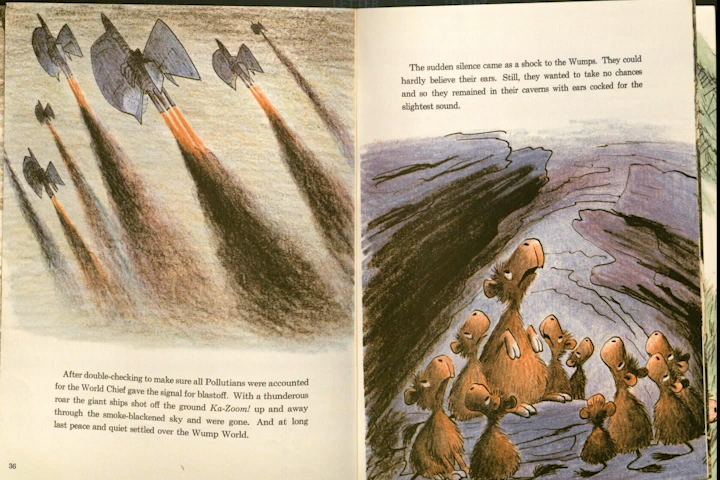 After double-checking to make sure all Pollutians were accounted
for the World Chief gave the signal for blastoff. With a thunderous
roar the giant ships shot off the ground Ka-Zoom! up and away
through the smoke-blackened sky and were gone. And at long
last peace and quiet settled over the Wump World.
36
The sudden silence came as a shock to the Wumps. They could
hardly believe their ears. Still, they wanted to take no chances
and so they remained in their caverns with ears cocked for the
slightest sound.